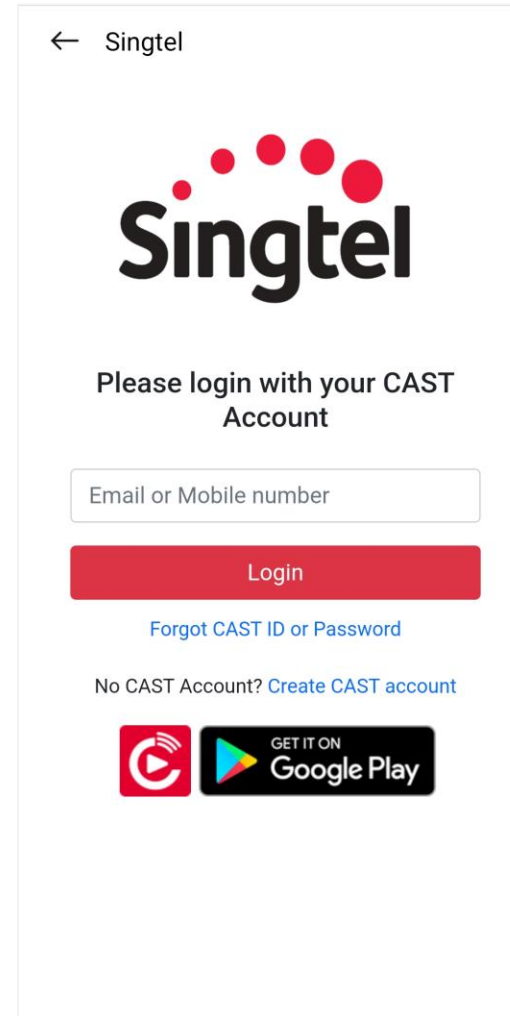 Singtel
Singtel
Please login with your CAST
Account
Email or Mobile number
Login
Forgot CAST ID or Password
No CAST Account? Create CAST account
GET IT ON
Google Play